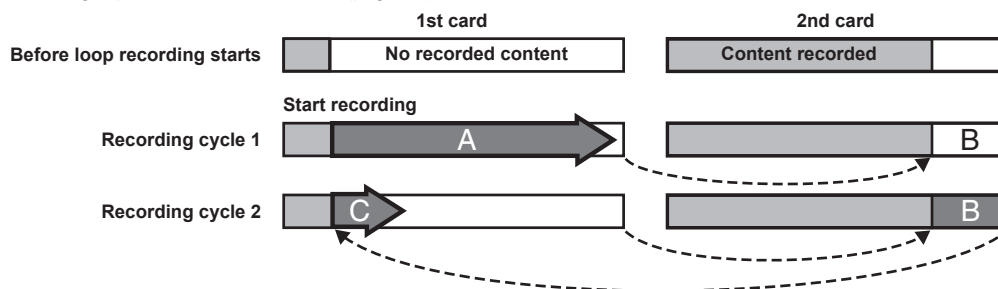 1st card 2nd card
Before loop recording starts No recorded content Content recorded
Start recording
Recording cycle 1 A B
Recording cycle 2 C B